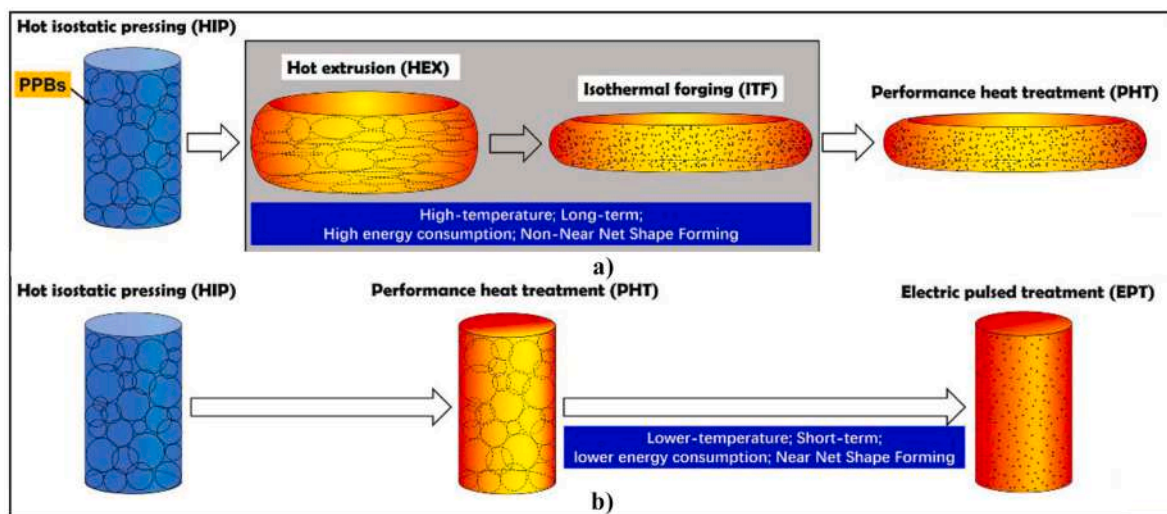 Hot isostatic pressing (HIP)
PPBs
Hot extrusion (HEX)
Isothermal forging (ITF)
Performance heat treatment (PHT)
High-temperature; Long-term;
High energy consumption; Non-Near Net Shape Forming
a)
Hot isostatic pressing (HIP)
Performance heat treatment (PHT)
Electric pulsed treatment (EPT)
Lower-temperature; Short-term;
lower energy consumption; Near Net Shape Forming
b)